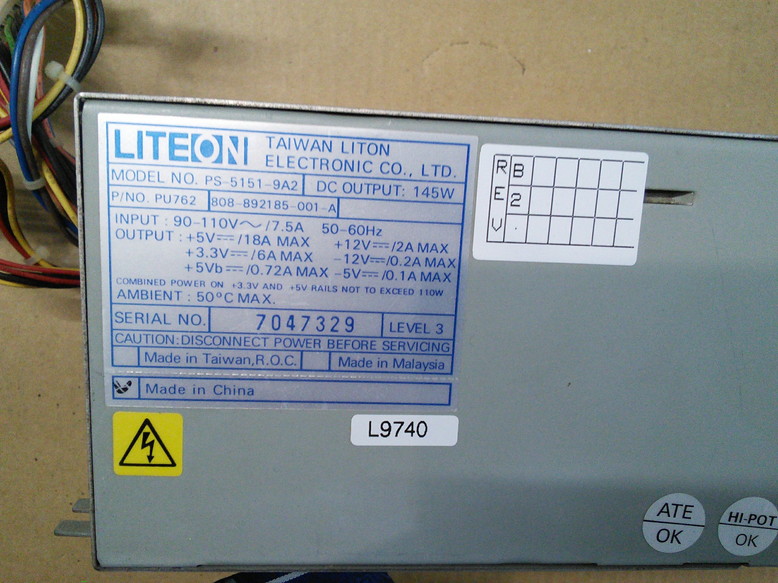 LITEON
TAIWAN LITON
ELECTRONIC CO., LTD.
MODEL NO. PS-5151-9A2 DC OUTPUT: 145W
P/NO. PU762 808-892185-001-A
INPUT : 90-110V～/7.5A 50-60Hz
OUTPUT : +5V⎓/18A MAX +12V⎓/2A MAX
+3.3V⎓/6A MAX -12V⎓/0.2A MAX
+5Vb⎓/0.72A MAX -5V⎓/0.1A MAX
COMBINED POWER ON +3.3V AND +5V RAILS NOT TO EXCEED 110W
AMBIENT : 50°C MAX.
SERIAL NO. 7047329 LEVEL 3
CAUTION:DISCONNECT POWER BEFORE SERVICING
Made in Taiwan,R.O.C. Made in Malaysia
Made in China
R B
E 2
V .
L9740
ATE
OK
HI-POT
OK